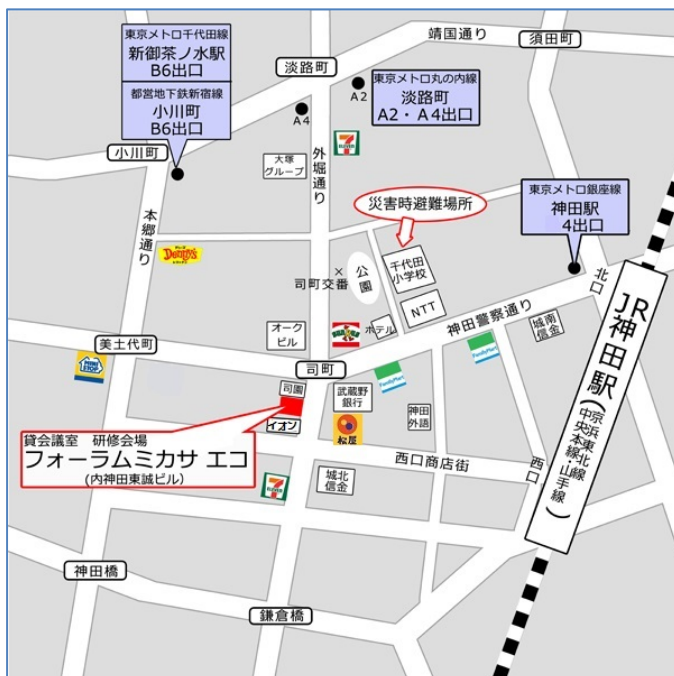 東京メトロ千代田線
新御茶ノ水駅
B6出口
都営地下鉄新宿線
小川町
B6出口
靖国通り
須田町
淡路町
A2
A4
東京メトロ丸の内線
淡路町
A2・A4出口
小川町
大塚
グループ
外堀通り
7
ELEVEN
本郷通り
災害時避難場所
東京メトロ銀座線
神田駅
4出口
Denny's
司町交番
公園
千代田
小学校
NTT
北口
神田警察通り
JR神田駅
(京浜東北線・山手線
中央本線)
オーク
ビル
ホテル
城南
信金
美土代町
司町
MINI
STOP
FamilyMart
FamilyMart
司園
武蔵野
銀行
神田
外語
イオン
松屋
貸会議室 研修会場
フォーラムミカサ エコ
(内神田東誠ビル)
西口商店街
西口
城北
信金
7
ELEVEN
神田橋
鎌倉橋